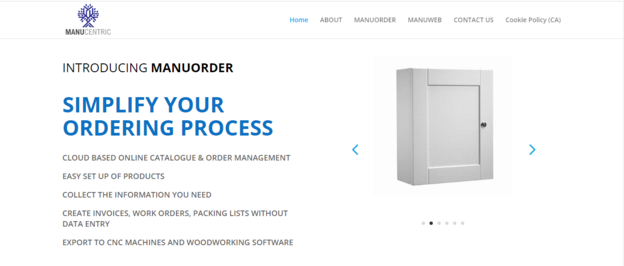 MANUCENTRIC
Home ABOUT MANUORDER MANUWEB CONTACT US Cookie Policy (CA)
INTRODUCING MANUORDER
SIMPLIFY YOUR
ORDERING PROCESS
CLOUD BASED ONLINE CATALOGUE & ORDER MANAGEMENT
EASY SET UP OF PRODUCTS
COLLECT THE INFORMATION YOU NEED
CREATE INVOICES, WORK ORDERS, PACKING LISTS WITHOUT
DATA ENTRY
EXPORT TO CNC MACHINES AND WOODWORKING SOFTWARE